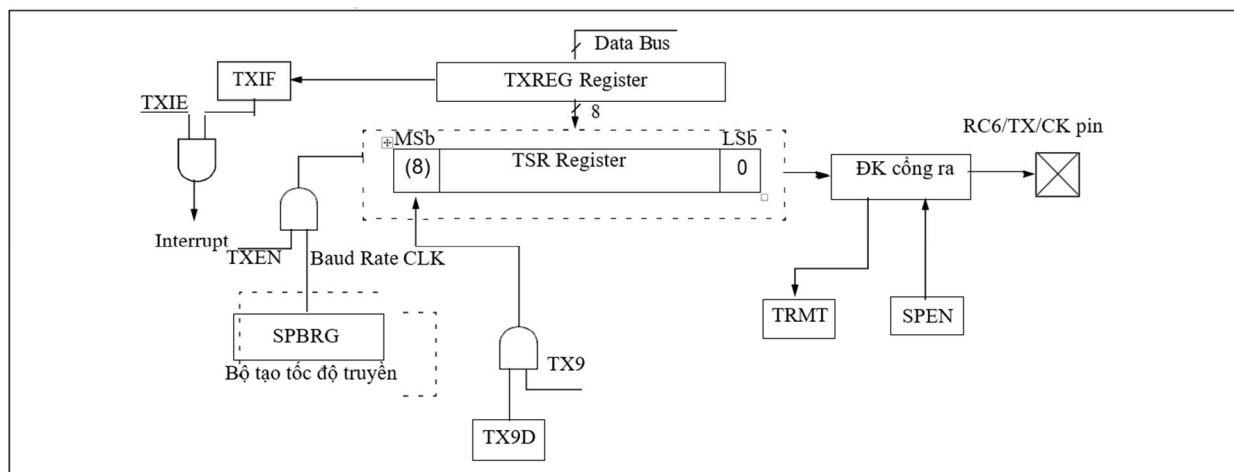 Data Bus
TXIF
TXREG Register
TXIE
8
MSb
LSb
RC6/TX/CK pin
(8)
TSR Register
0
ĐK cổng ra
Interrupt
TXEN
Baud Rate CLK
TRMT
SPEN
SPBRG
Bộ tạo tốc độ truyền
TX9
TX9D